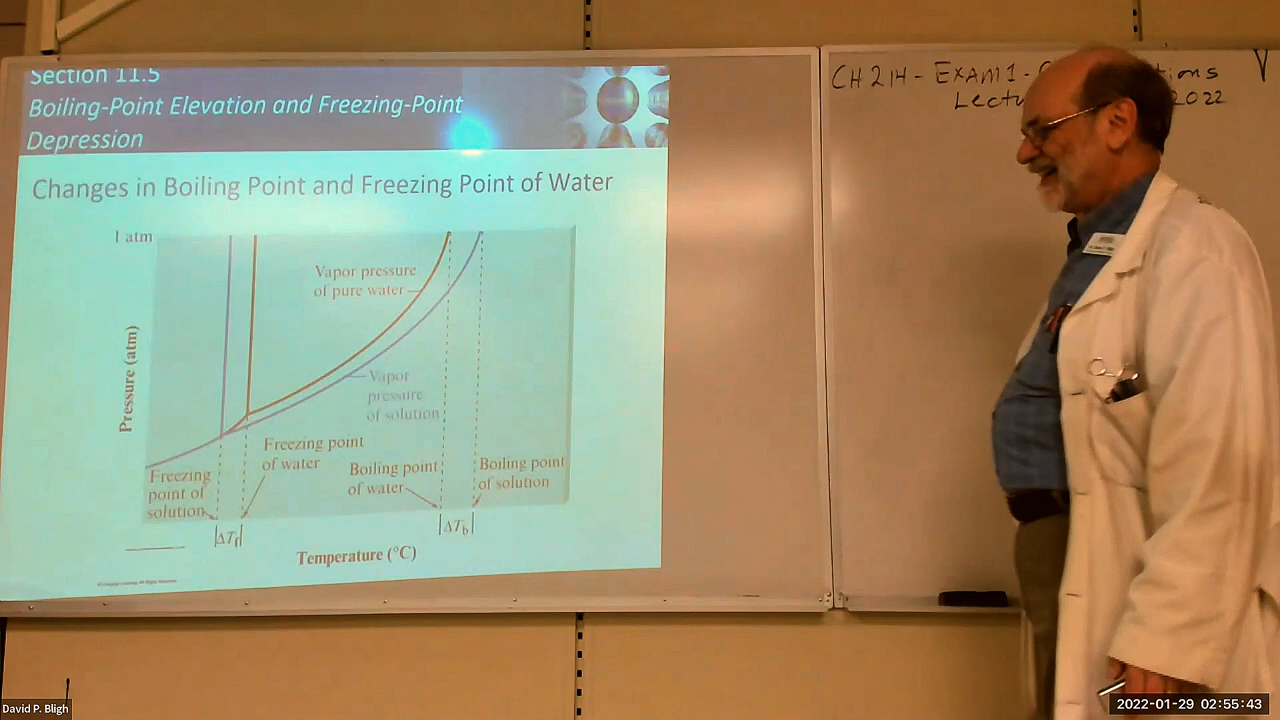 Section 11.5
Boiling-Point Elevation and Freezing-Point
Depression
Changes in Boiling Point and Freezing Point of Water
1 atm
Vapor pressure
of pure water
Vapor
pressure
of solution
Pressure (atm)
Freezing point
of water
Freezing
point of
solution
Boiling point
of water
Boiling point
of solution
ΔTf
ΔTb
Temperature (°C)
CH 214 - EXAM 1 -
2022
David P. Bligh
2022-01-29 02:55:43